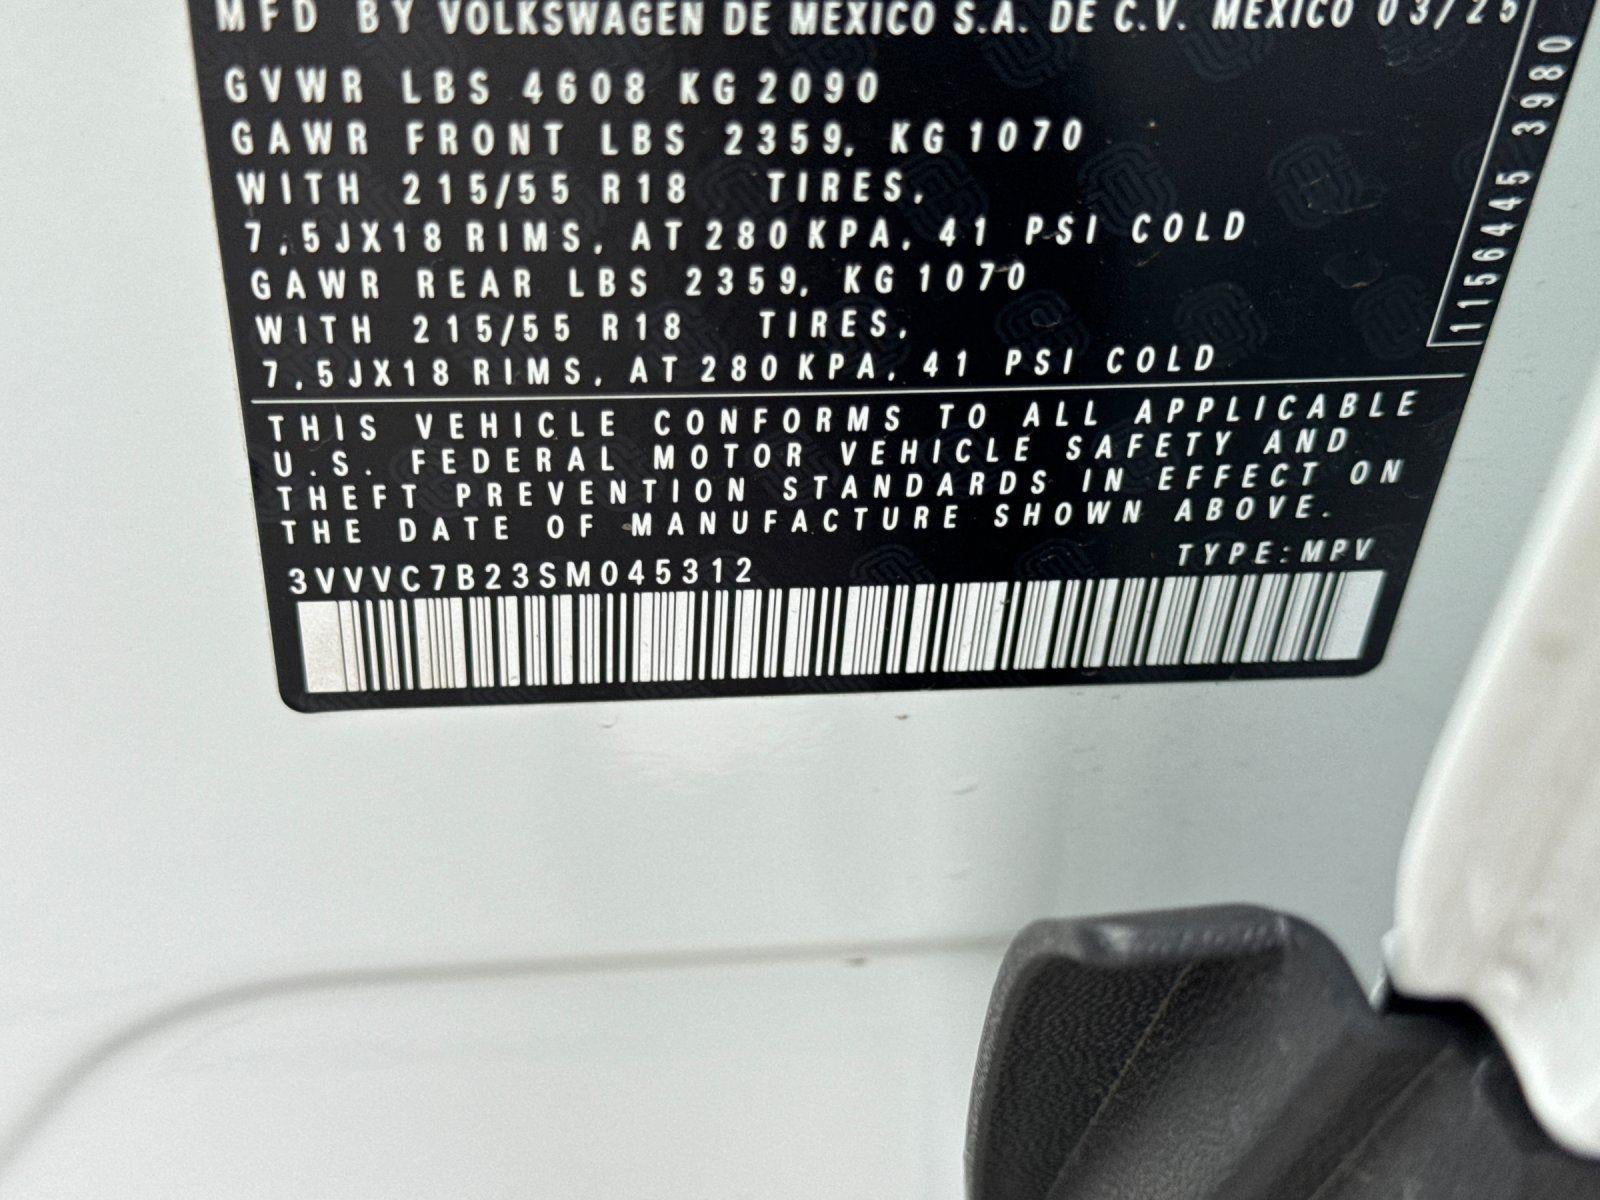 MFD BY VOLKSWAGEN DE MEXICO S.A. DE C.V. MEXICO 03/25
GVWR LBS 4608 KG 2090
GAWR FRONT LBS 2359, KG 1070
WITH 215/55 R18 TIRES,
7,5JX18 RIMS, AT 280 KPA, 41 PSI COLD
GAWR REAR LBS 2359, KG 1070
WITH 215/55 R18 TIRES,
7,5JX18 RIMS, AT 280 KPA, 41 PSI COLD
THIS VEHICLE CONFORMS TO ALL APPLICABLE
U.S. FEDERAL MOTOR VEHICLE SAFETY AND
THEFT PREVENTION STANDARDS IN EFFECT ON
THE DATE OF MANUFACTURE SHOWN ABOVE.
3VVVC7B23SM045312 TYPE:MPV
1156445 3980